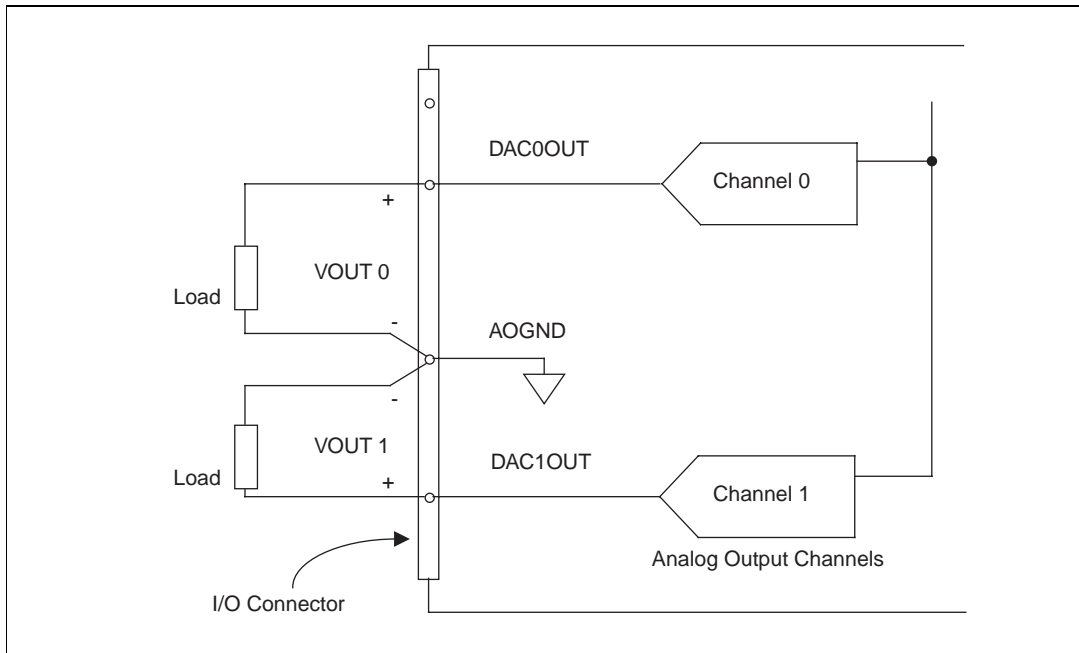 DAC0OUT
Channel 0
+
VOUT 0
Load
-
AOGND
-
VOUT 1
DAC1OUT
Load
+
Channel 1
Analog Output Channels
I/O Connector